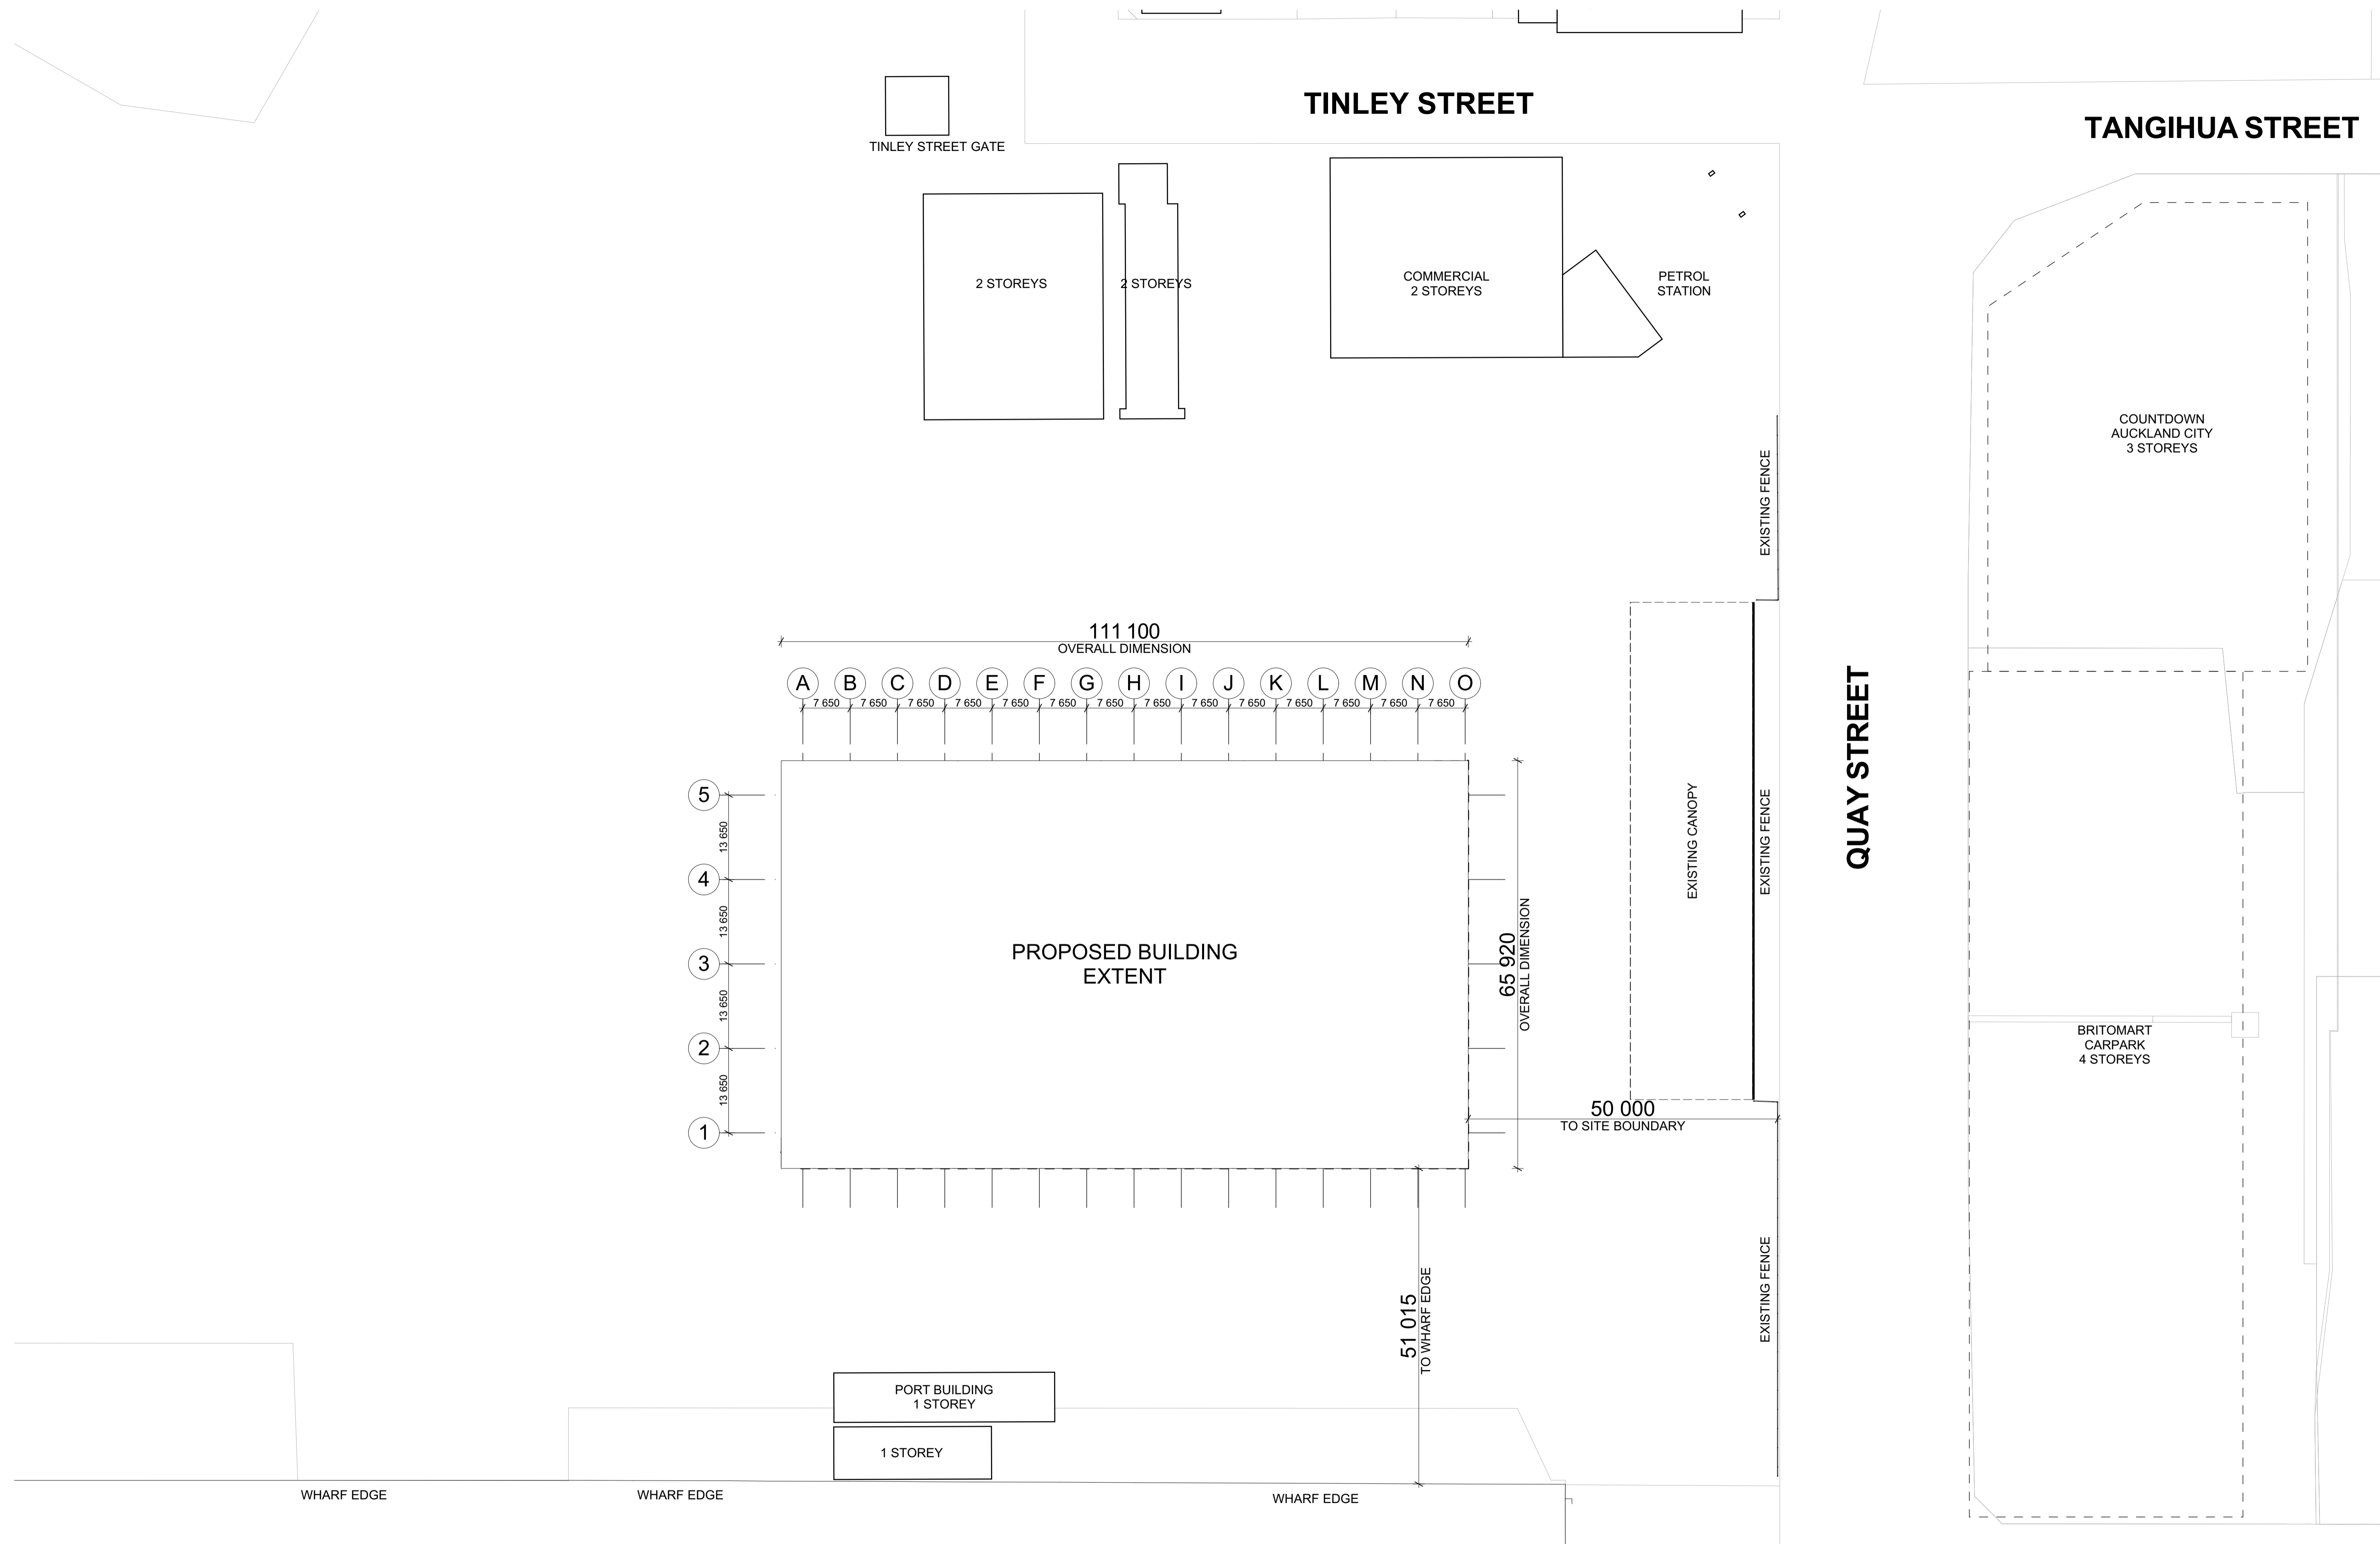 TINLEY STREET
TANGIHUA STREET
TINLEY STREET GATE
2 STOREYS
2 STOREYS
COMMERCIAL
2 STOREYS
PETROL
STATION
COUNTDOWN
AUCKLAND CITY
3 STOREYS
EXISTING FENCE
111 100
OVERALL DIMENSION
A B C D E F G H I J K L M N O
7 650 7 650 7 650 7 650 7 650 7 650 7 650 7 650 7 650 7 650 7 650 7 650 7 650 7 650
QUAY STREET
5
13 650
4
13 650
3
13 650
2
13 650
1
PROPOSED BUILDING
EXTENT
65 920
OVERALL DIMENSION
EXISTING CANOPY
EXISTING FENCE
BRITOMART
CARPARK
4 STOREYS
50 000
TO SITE BOUNDARY
51 015
TO WHARF EDGE
EXISTING FENCE
PORT BUILDING
1 STOREY
1 STOREY
WHARF EDGE
WHARF EDGE
WHARF EDGE